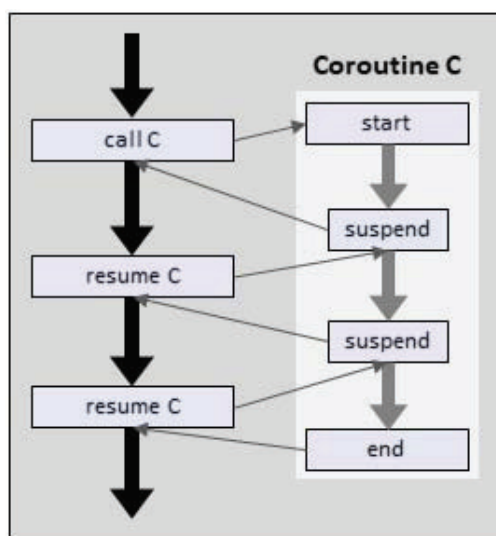 Coroutine C
call C
start
suspend
resume C
suspend
resume C
end